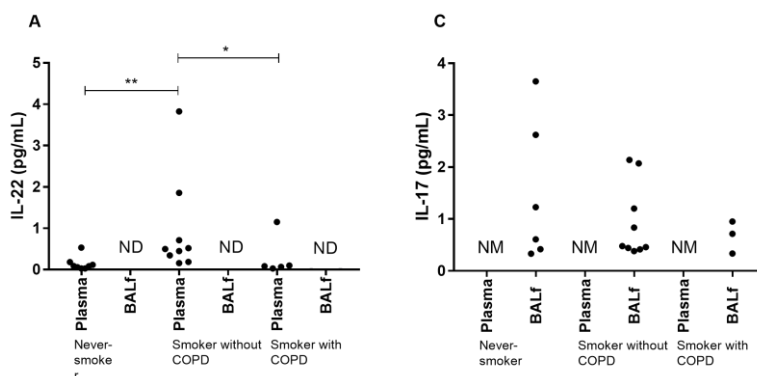 A
C
*
**
IL-22 (pg/mL)
5
4
3
2
1
0
ND
ND
ND
Plasma
BALf
Plasma
BALf
Plasma
BALf
Never-
smoke
r
Smoker without
COPD
Smoker with
COPD
IL-17 (pg/mL)
4
3
2
1
0
NM
NM
NM
Plasma
BALf
Plasma
BALf
Plasma
BALf
Never-
smoker
Smoker without
COPD
Smoker with
COPD